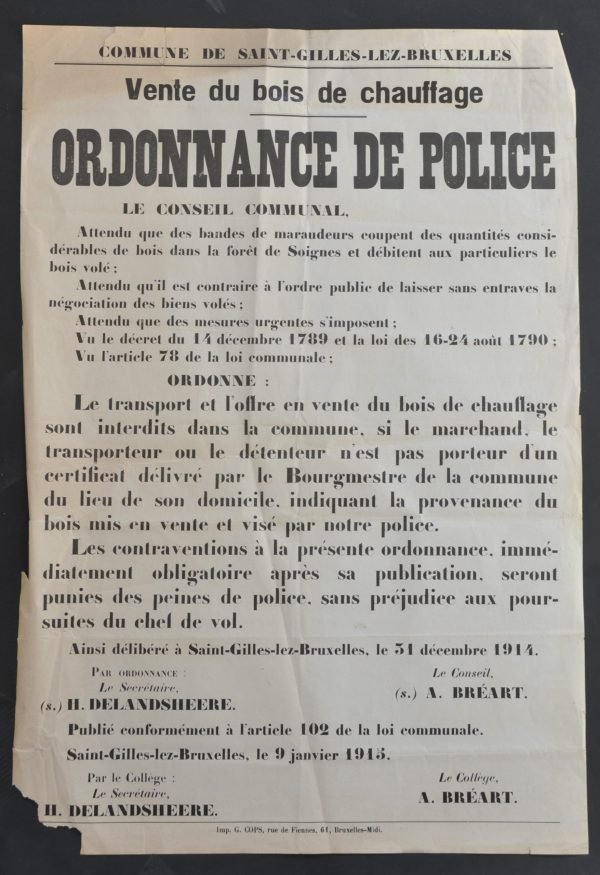 COMMUNE DE SAINT-GILLES-LEZ-BRUXELLES
Vente du bois de chauffage
ORDONNANCE DE POLICE
LE CONSEIL COMMUNAL,
Attendu que des bandes de maraudeurs coupent des quantités consi-
dérables de bois dans la forêt de Soignes et débitent aux particuliers le
bois volé ;
Attendu qu'il est contraire à l'ordre public de laisser sans entraves la
négociation des biens volés ;
Attendu que des mesures urgentes s'imposent ;
Vu le décret du 14 décembre 1789 et la loi des 16-24 août 1790 ;
Vu l'article 78 de la loi communale ;
ORDONNE :
Le transport et l'offre en vente du bois de chauffage
sont interdits dans la commune, si le marchand, le
transporteur ou le détenteur n'est pas porteur d'un
certificat délivré par le Bourgmestre de la commune
du lieu de son domicile, indiquant la provenance du
bois mis en vente et visé par notre police.
Les contraventions à la présente ordonnance, immé-
diatement obligatoire après sa publication, seront
punies des peines de police, sans préjudice aux pour-
suites du chef de vol.
Ainsi délibéré à Saint-Gilles-lez-Bruxelles, le 31 décembre 1914.
PAR ORDONNANCE :
Le Secrétaire,
(s.) H. DELANDSHEERE.
Le Conseil,
(s.) A. BRÉART.
Publié conformément à l'article 102 de la loi communale.
Saint-Gilles-lez-Bruxelles, le 9 janvier 1915.
Par le Collège :
Le Secrétaire,
H. DELANDSHEERE.
Le Collège,
A. BRÉART.
Imp. G. COPS, rue de Fiennes, 61, Bruxelles-Midi.